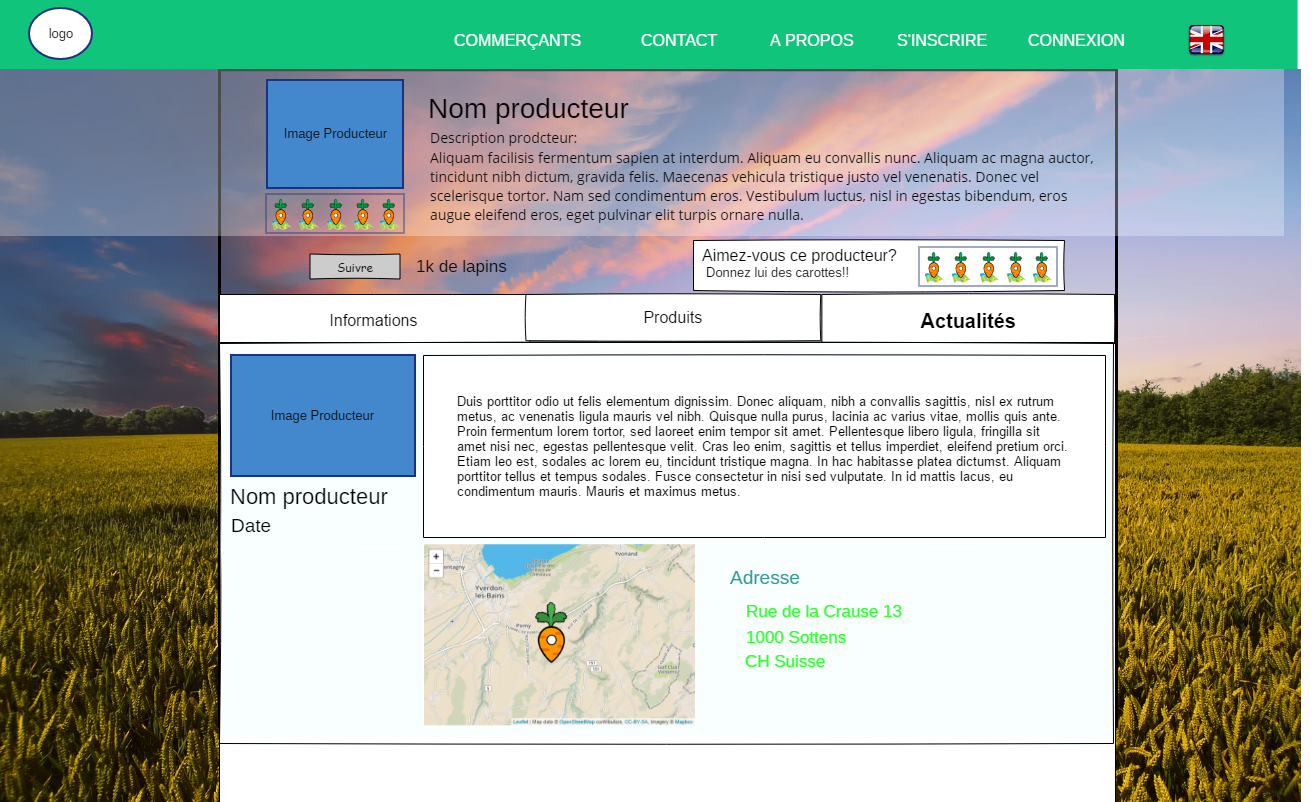 logo
COMMERÇANTS
CONTACT
A PROPOS
S'INSCRIRE
CONNEXION
Image Producteur
Nom producteur
Description prodcteur:
Aliquam facilisis fermentum sapien at interdum. Aliquam eu convallis nunc. Aliquam ac magna auctor,
tincidunt nibh dictum, gravida felis. Maecenas vehicula tristique justo vel venenatis. Donec vel
scelerisque tortor. Nam sed condimentum eros. Vestibulum luctus, nisl in egestas bibendum, eros
augue eleifend eros, eget pulvinar elit turpis ornare nulla.
Suivre
1k de lapins
Aimez-vous ce producteur?
Donnez lui des carottes!!
Informations
Produits
Actualités
Image Producteur
Nom producteur
Date
Duis porttitor odio ut felis elementum dignissim. Donec aliquam, nibh a convallis sagittis, nisl ex rutrum
metus, ac venenatis ligula mauris vel nibh. Quisque nulla purus, lacinia ac varius vitae, mollis quis ante.
Proin fermentum lorem tortor, sed laoreet enim tempor sit amet. Pellentesque libero ligula, fringilla sit
amet nisi nec, egestas pellentesque velit. Cras leo enim, sagittis et tellus imperdiet, eleifend pretium orci.
Etiam leo est, sodales ac lorem eu, tincidunt tristique magna. In hac habitasse platea dictumst. Aliquam
porttitor tellus et tempus sodales. Fusce consectetur in nisi sed vulputate. In id mattis lacus, eu
condimentum mauris. Mauris et maximus metus.
+
−
Yvonand
Yverdon-
les-Bains
Pomy
Leaflet | Map data © OpenStreetMap contributors, CC-BY-SA, Imagery © Mapbox
Adresse
Rue de la Crause 13
1000 Sottens
CH Suisse